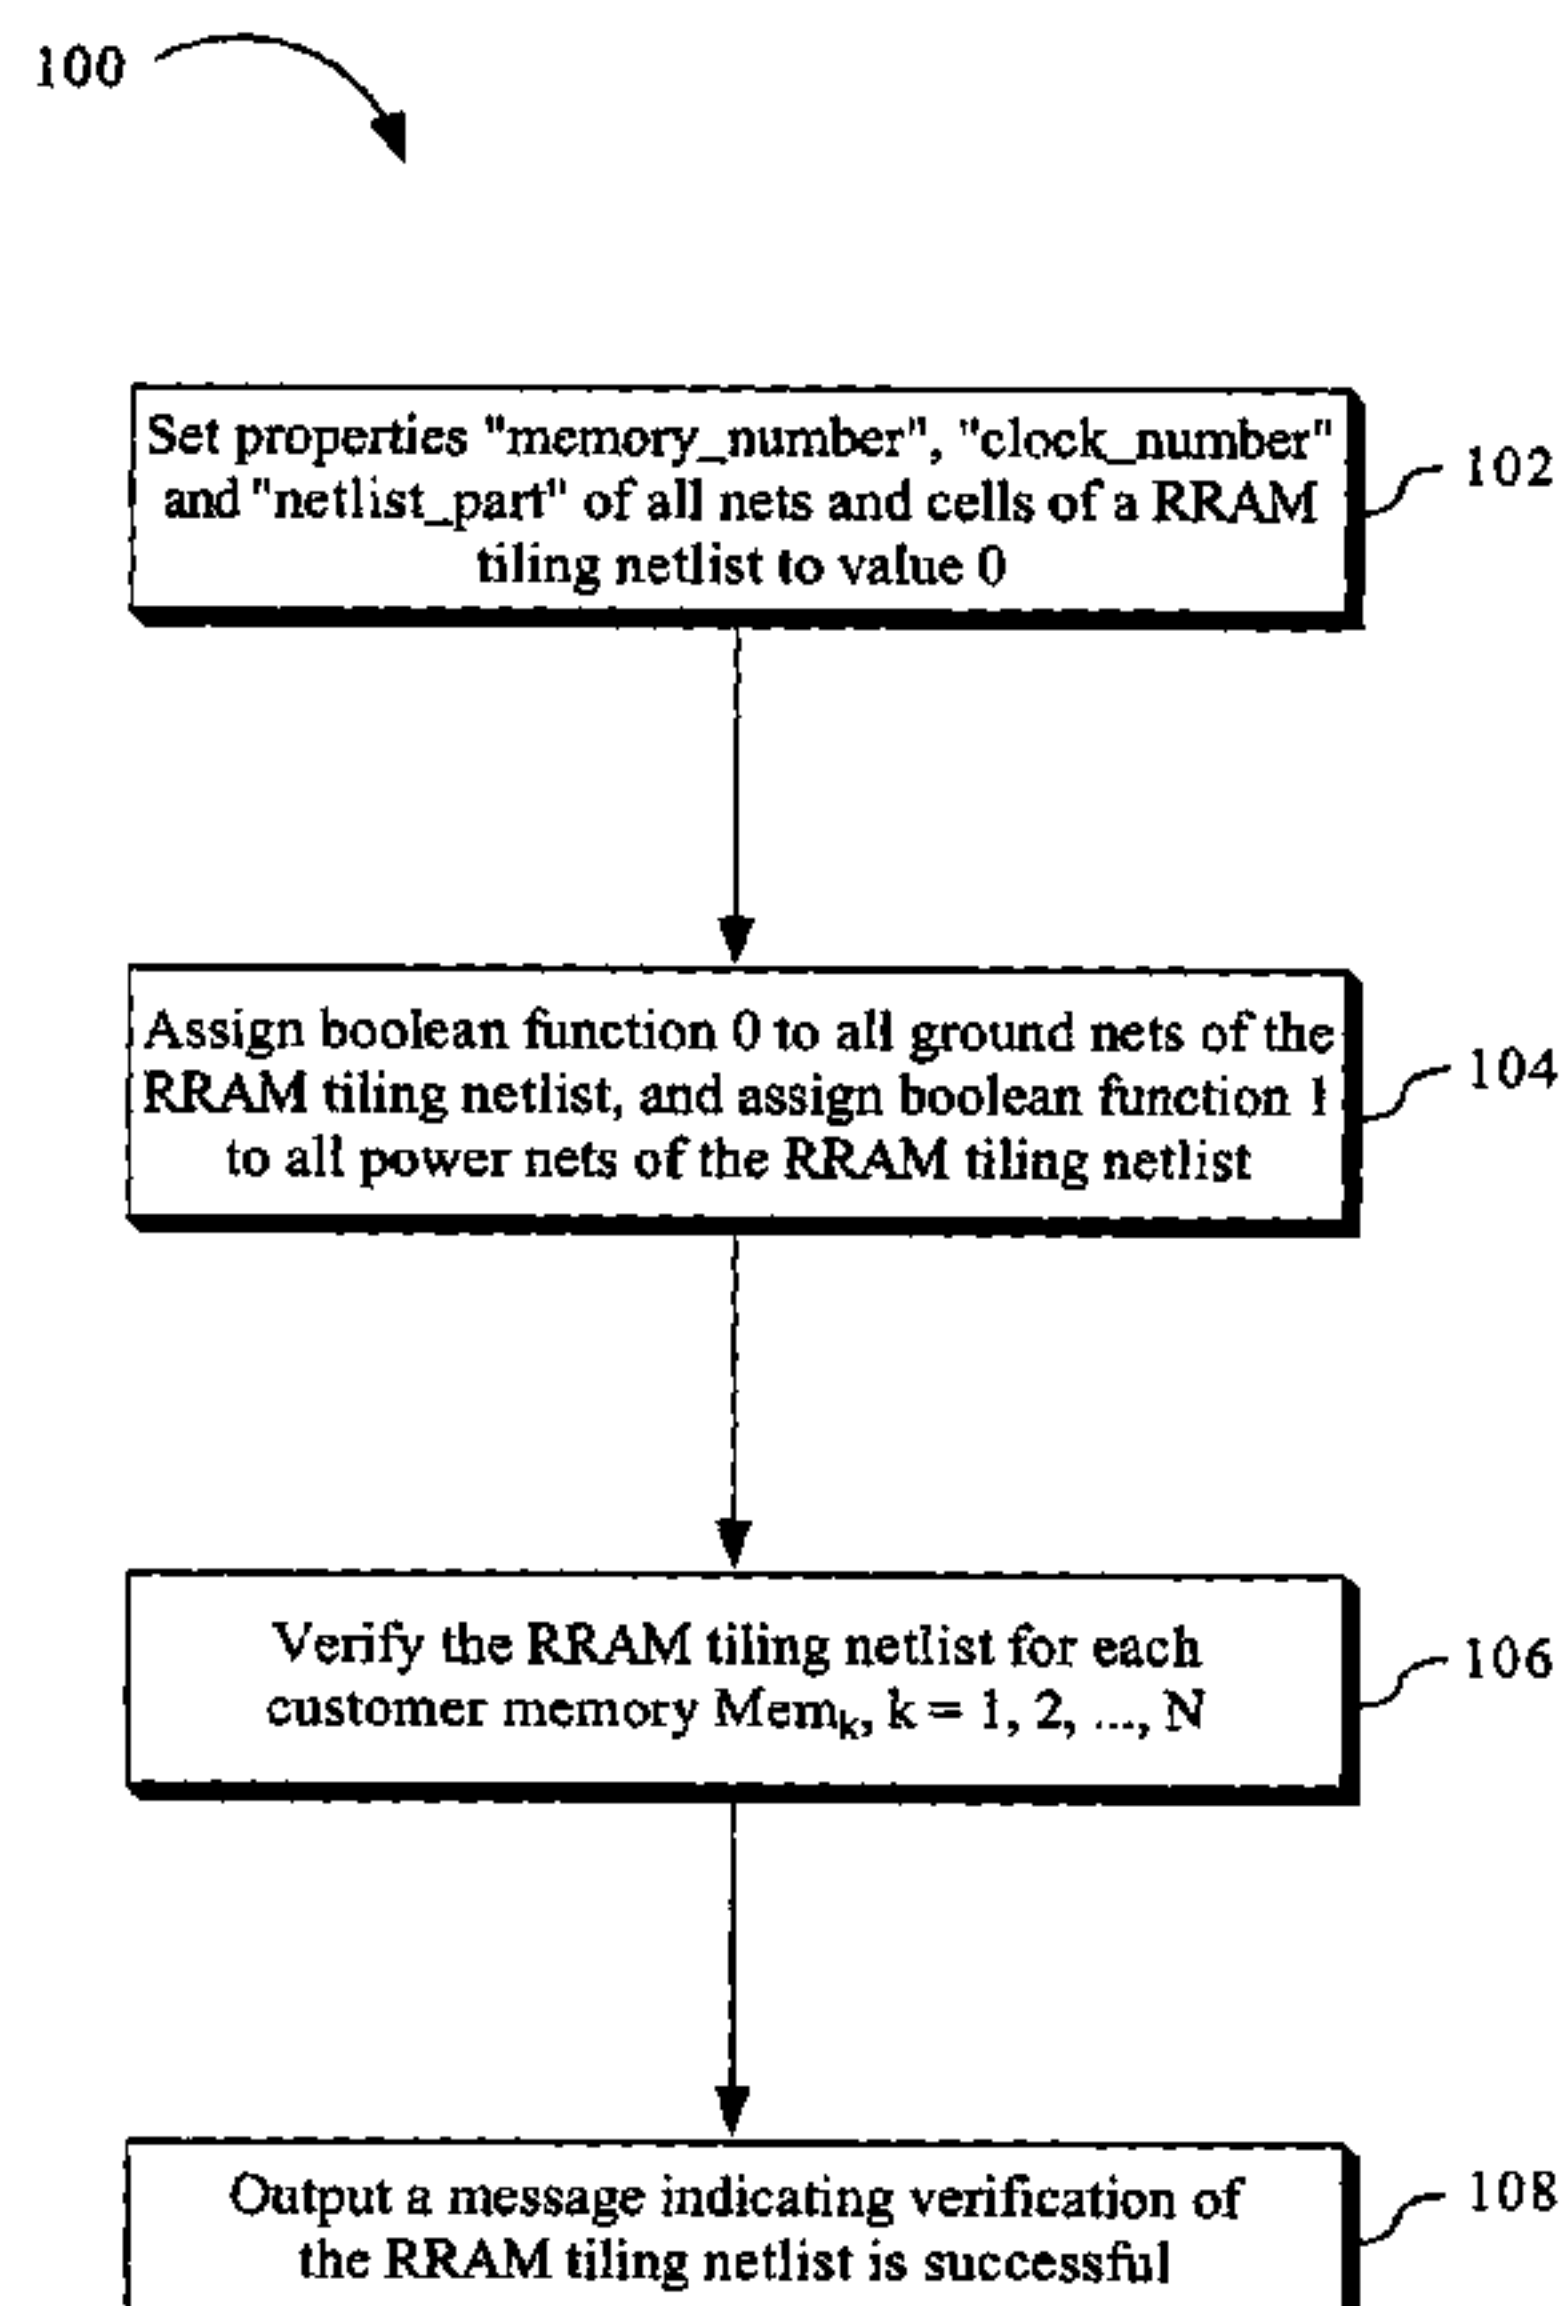 100
Set properties "memory_number", "clock_number"
and "netlist_part" of all nets and cells of a RRAM
tiling netlist to value 0
102
Assign boolean function 0 to all ground nets of the
RRAM tiling netlist, and assign boolean function 1
to all power nets of the RRAM tiling netlist
104
Verify the RRAM tiling netlist for each
customer memory Memₖ, k = 1, 2, ..., N
106
Output a message indicating verification of
the RRAM tiling netlist is successful
108